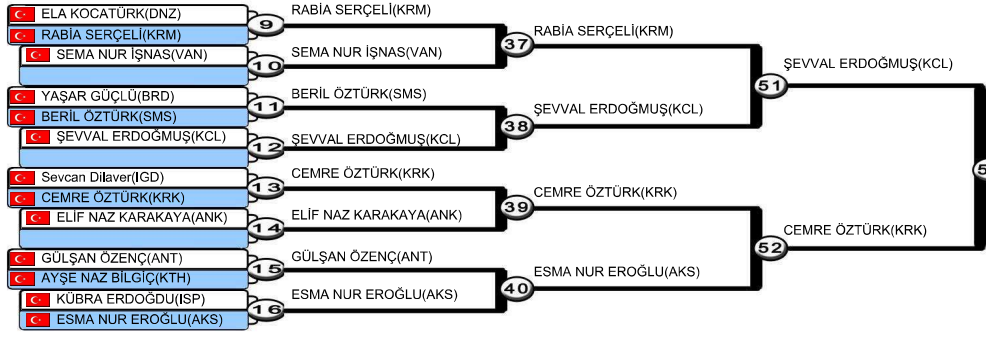 ELA KOCATÜRK(DNZ)
RABİA SERÇELİ(KRM)
SEMA NUR İŞNAS(VAN)
YAŞAR GÜÇLÜ(BRD)
BERİL ÖZTÜRK(SMS)
ŞEVVAL ERDOĞMUŞ(KCL)
Sevcan Dilaver(IGD)
CEMRE ÖZTÜRK(KRK)
ELİF NAZ KARAKAYA(ANK)
GÜLŞAN ÖZENÇ(ANT)
AYŞE NAZ BİLGİÇ(KTH)
KÜBRA ERDOĞDU(ISP)
ESMA NUR EROĞLU(AKS)
9
10
11
12
13
14
15
16
RABİA SERÇELİ(KRM)
SEMA NUR İŞNAS(VAN)
BERİL ÖZTÜRK(SMS)
ŞEVVAL ERDOĞMUŞ(KCL)
CEMRE ÖZTÜRK(KRK)
ELİF NAZ KARAKAYA(ANK)
GÜLŞAN ÖZENÇ(ANT)
ESMA NUR EROĞLU(AKS)
37
38
39
40
RABİA SERÇELİ(KRM)
ŞEVVAL ERDOĞMUŞ(KCL)
CEMRE ÖZTÜRK(KRK)
ESMA NUR EROĞLU(AKS)
51
52
ŞEVVAL ERDOĞMUŞ(KCL)
CEMRE ÖZTÜRK(KRK)